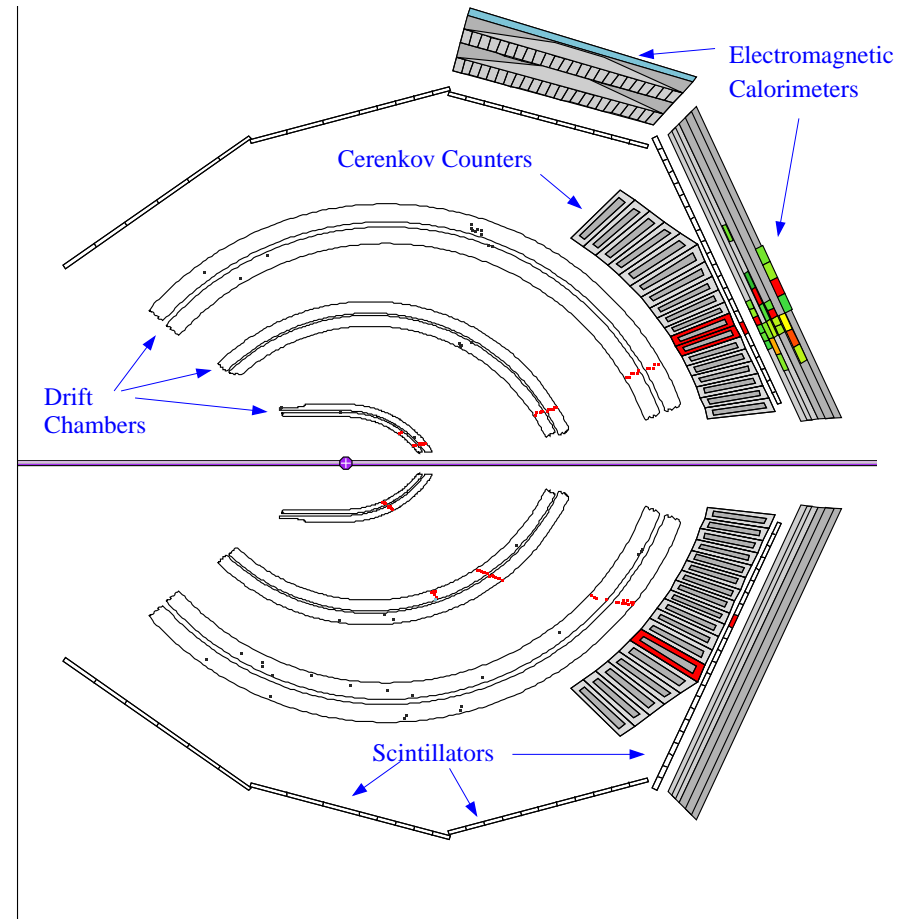 Electromagnetic
Calorimeters
Cerenkov Counters
Drift
Chambers
Scintillators